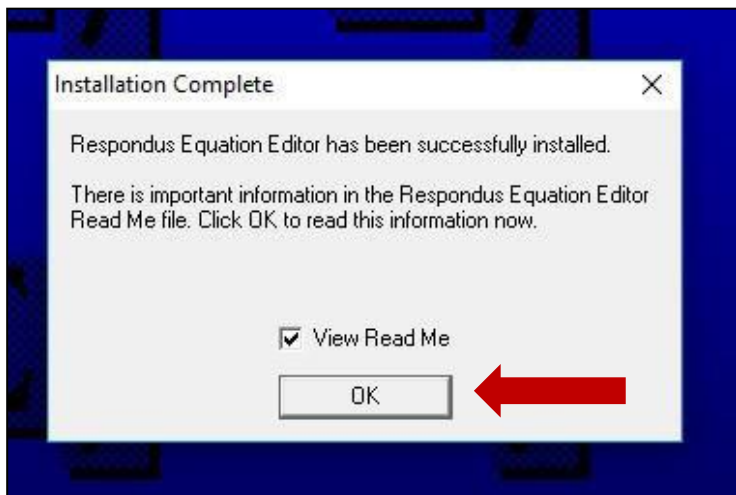 Installation Complete
Respondus Equation Editor has been successfully installed.
There is important information in the Respondus Equation Editor
Read Me file. Click OK to read this information now.
View Read Me
OK